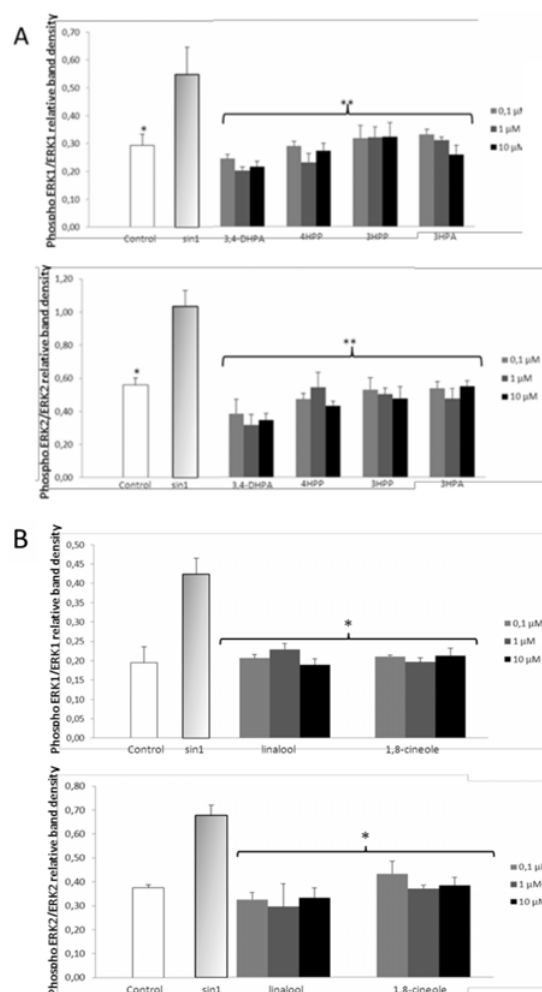 A
Phospho ERK1/ERK1 relative band density
0,70
0,60
0,50
0,40
0,30
0,20
0,10
0,00
*
**
0,1 µM
1 µM
10 µM
Control sin1 3,4-DHPA 4HPP 3HPP 3HPA
Phospho ERK2/ERK2 relative band density
1,20
1,00
0,80
0,60
0,40
0,20
0,00
*
**
0,1 µM
1 µM
10 µM
Control sin1 3,4-DHPA 4HPP 3HPP 3HPA
B
Phospho ERK1/ERK1 relative band density
0,50
0,45
0,40
0,35
0,30
0,25
0,20
0,15
0,10
0,05
0,00
*
0,1 µM
1 µM
10 µM
Control sin1 linalool 1,8-cineole
Phospho ERK2/ERK2 relative band density
0,80
0,70
0,60
0,50
0,40
0,30
0,20
0,10
0,00
*
0,1 µM
1 µM
10 µM
Control sin1 linalool 1,8-cineole